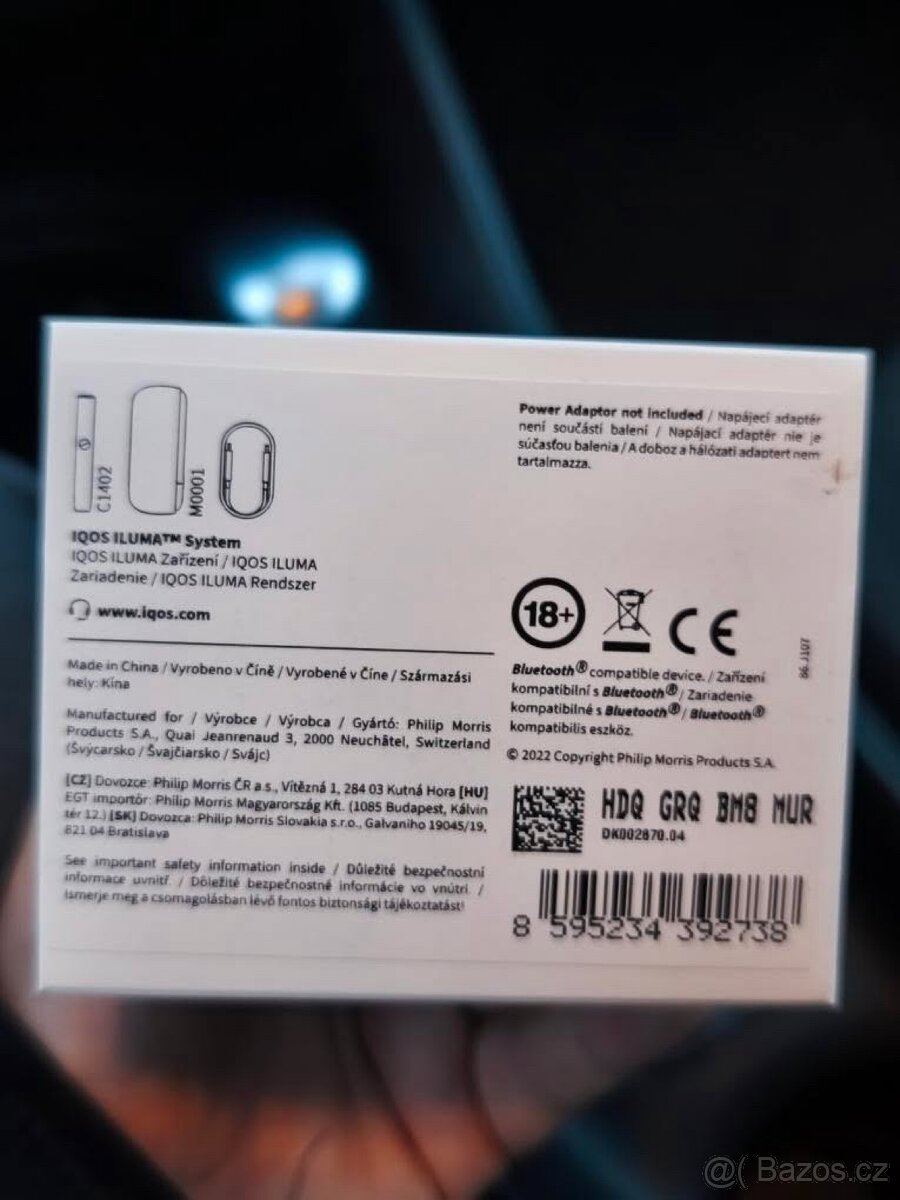 C1402
M0001
IQOS ILUMA™ System
IQOS ILUMA Zařízení / IQOS ILUMA
Zariadenie / IQOS ILUMA Rendszer
www.iqos.com
Made in China / Vyrobeno v Číně / Vyrobené v Číne / Származási
hely: Kína
Manufactured for / Výrobce / Výrobca / Gyártó: Philip Morris
Products S.A., Quai Jeanrenaud 3, 2000 Neuchâtel, Switzerland
(Švýcarsko / Švajčiarsko / Svájc)
[CZ] Dovozce: Philip Morris ČR a.s., Vítězná 1, 284 03 Kutná Hora [HU]
EGT importőr: Philip Morris Magyarország Kft. (1085 Budapest, Kálvin
tér 12.) [SK] Dovozca: Philip Morris Slovakia s.r.o., Galvaniho 19045/19,
821 04 Bratislava
See important safety information inside / Důležité bezpečnostní
informace uvnitř. / Dôležité bezpečnostné informácie vo vnútri. /
Ismerje meg a csomagolásban lévő fontos biztonsági tájékoztatást!
Power Adaptor not included / Napájecí adaptér
není součástí balení / Napájací adaptér nie je
súčasťou balenia / A doboz a hálózati adaptert nem
tartalmazza.
18+
CE
86.J107
Bluetooth® compatible device. / Zařízení
kompatibilní s Bluetooth® / Zariadenie
kompatibilné s Bluetooth® / Bluetooth®
kompatibilis eszköz.
© 2022 Copyright Philip Morris Products S.A.
HDQ GRQ BM8 MUR
DK002870.04
8 595234 392738
@( Bazos.cz